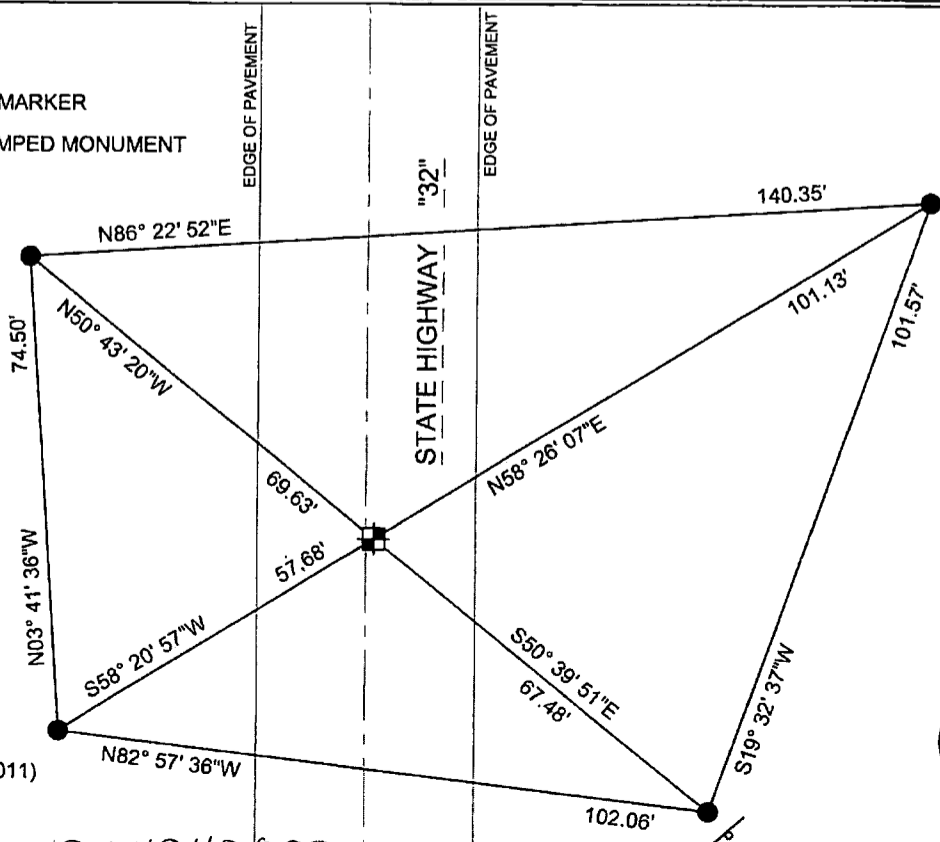 MARKER
MPED MONUMENT
EDGE OF PAVEMENT
EDGE OF PAVEMENT
STATE HIGHWAY "32"
N86° 22' 52"E
140.35'
74.50'
N50° 43' 20"W
101.13'
101.57'
N58° 26' 07"E
69.63'
57.68'
N03° 41' 36"W
S58° 20' 57"W
S50° 39' 51"E
67.48'
S19° 32' 37"W
N82° 57' 36"W
011)
102.06'